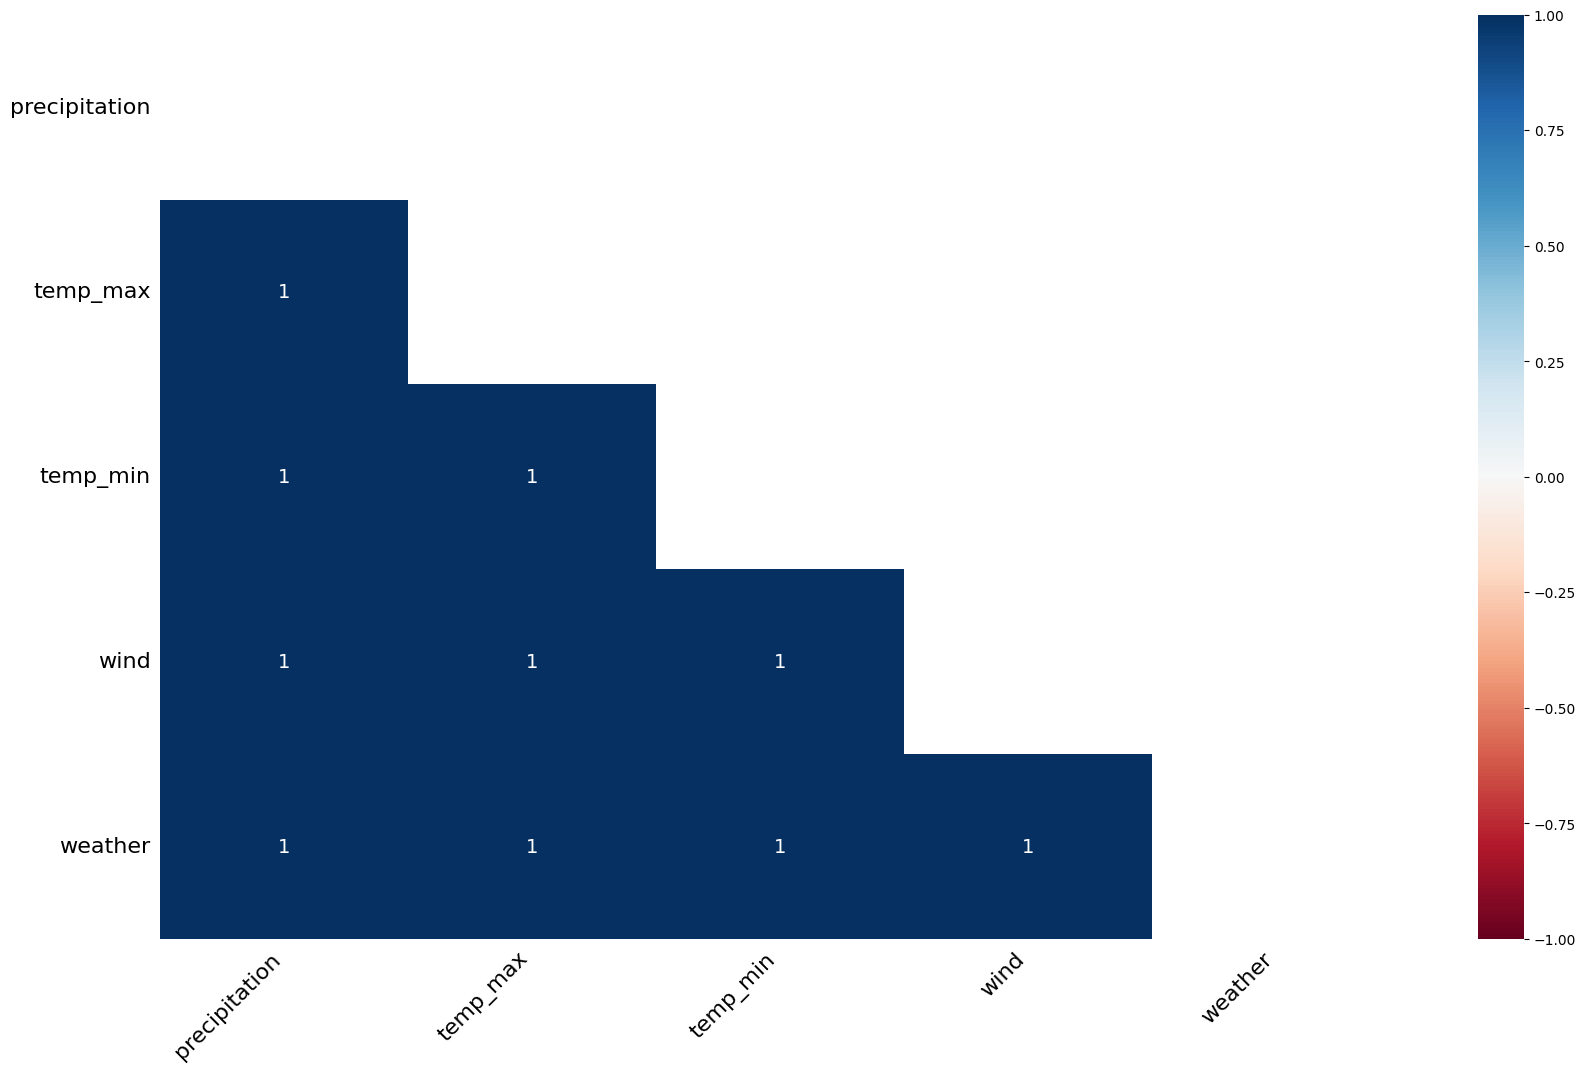 precipitation
temp_max
1
temp_min
1 1
wind
1 1 1
weather
1 1 1 1
precipitation
temp_max
temp_min
wind
weather
1.00
0.75
0.50
0.25
0.00
−0.25
−0.50
−0.75
−1.00